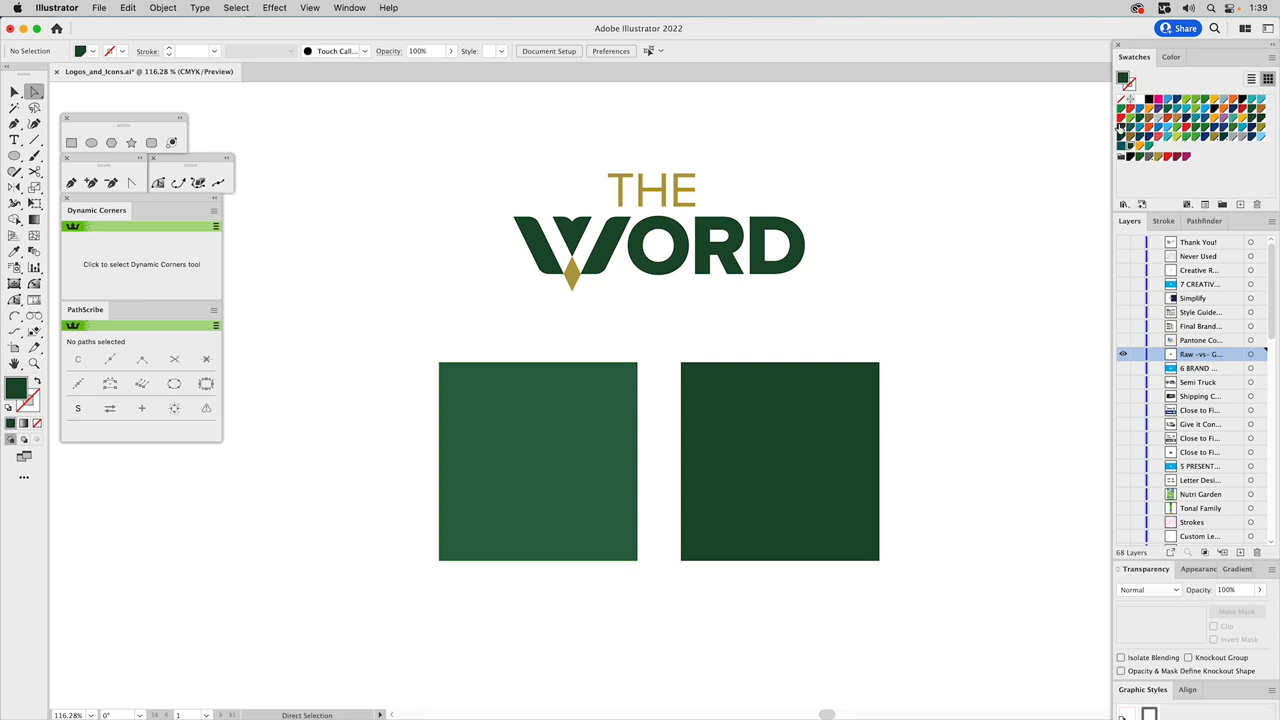 Illustrator File Edit Object Type Select Effect View Window Help 1:39
Adobe Illustrator 2022
Share
No Selection Stroke: Touch Call... Opacity: 100% Style: Document Setup Preferences
Logos_and_Icons.ai* @ 116.28 % (CMYK/Preview)
Swatches Color
Dynamic Corners
Click to select Dynamic Corners tool
PathScribe
No paths selected
C
S
THE
WORD
Layers Stroke Pathfinder
Thank You!
Never Used
Creative R...
7 CREATIV...
Simplify
Style Guide...
Final Brand...
Pantone Co...
Raw -vs- G...
6 BRAND ...
Semi Truck
Shipping C...
Close to Fi...
Give it Con...
Close to Fi...
Close to Fi...
5 PRESENT...
Letter Desi...
Nutri Garden
Tonal Family
Strokes
Custom Le...
68 Layers
Transparency Appearanc Gradient
Normal Opacity: 100%
Make Mask
Clip
Invert Mask
Isolate Blending Knockout Group
Opacity & Mask Define Knockout Shape
Graphic Styles Align
116.28% 0° 1 Direct Selection